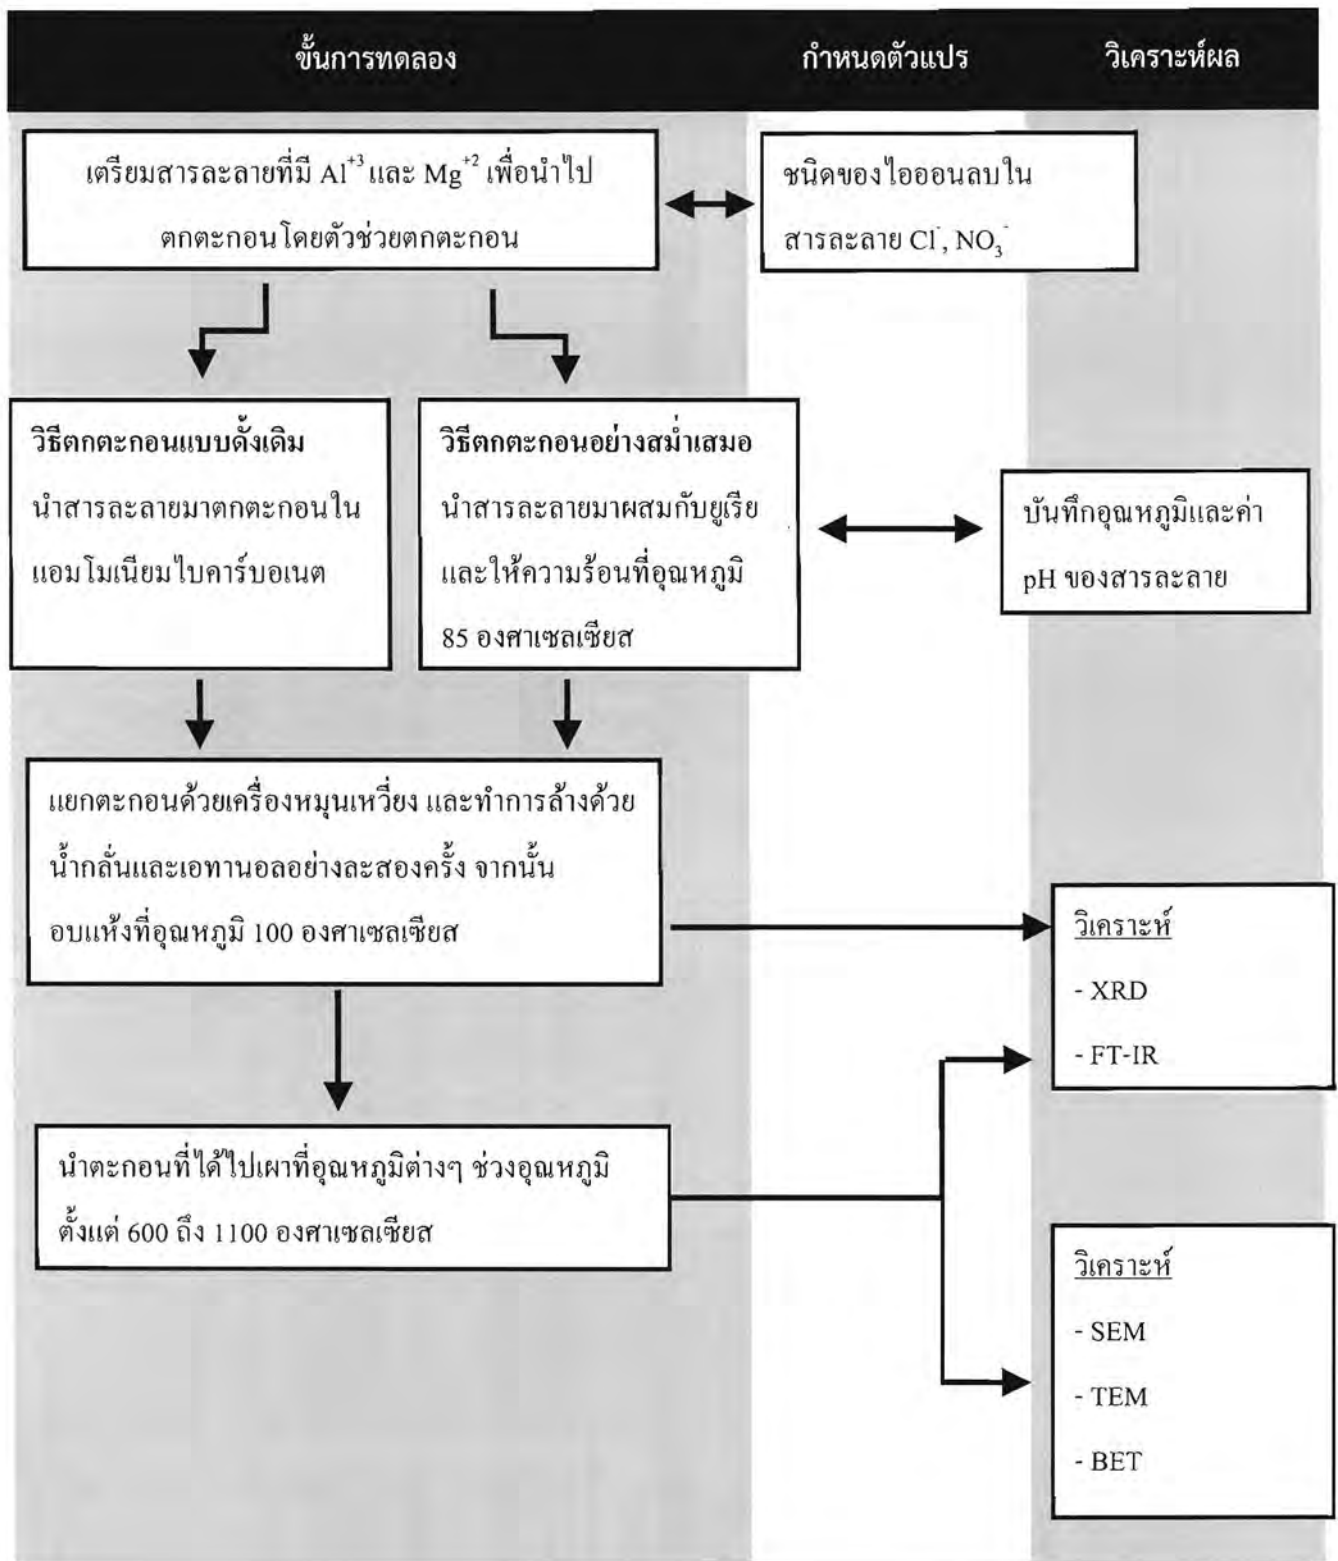 ขั้นการทดลอง
กำหนดตัวแปร
วิเคราะห์ผล
เตรียมสารละลายที่มี Al⁺³ และ Mg⁺² เพื่อนำไป
ตกตะกอนโดยตัวช่วยตกตะกอน
ชนิดของไอออนลบใน
สารละลาย Cl⁻, NO₃⁻
วิธีตกตะกอนแบบดั้งเดิม
นำสารละลายมาตกตะกอนใน
แอมโมเนียมไบคาร์บอเนต
วิธีตกตะกอนอย่างสม่ำเสมอ
นำสารละลายมาผสมกับยูเรีย
และให้ความร้อนที่อุณหภูมิ
85 องศาเซลเซียส
บันทึกอุณหภูมิและค่า
pH ของสารละลาย
แยกตะกอนด้วยเครื่องหมุนเหวี่ยง และทำการล้างด้วย
น้ำกลั่นและเอทานอลอย่างละสองครั้ง จากนั้น
อบแห้งที่อุณหภูมิ 100 องศาเซลเซียส
วิเคราะห์
- XRD
- FT-IR
นำตะกอนที่ได้ไปเผาที่อุณหภูมิต่างๆ ช่วงอุณหภูมิ
ตั้งแต่ 600 ถึง 1100 องศาเซลเซียส
วิเคราะห์
- SEM
- TEM
- BET